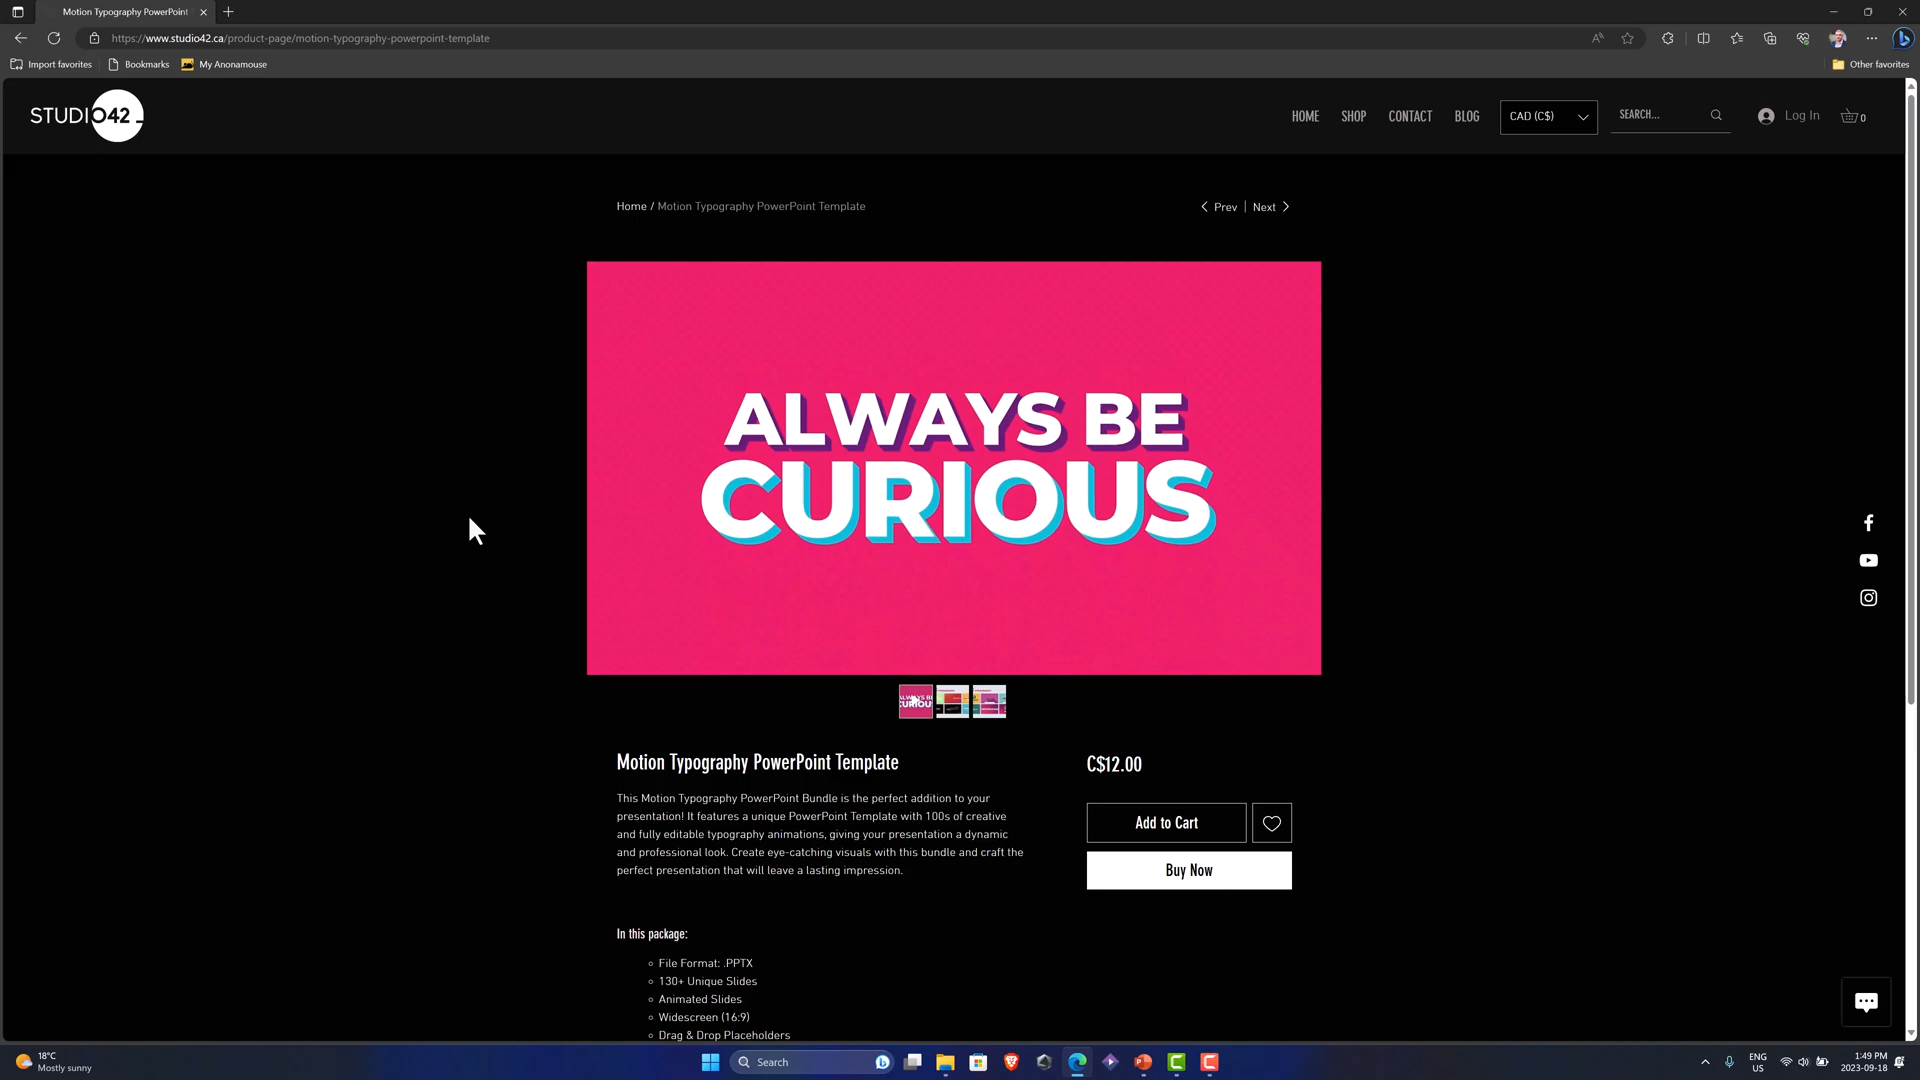 Motion Typography PowerPoint
https://www.studio42.ca/product-page/motion-typography-powerpoint-template
Import favorites
Bookmarks
My Anonamouse
Other favorites
STUDIO42_
HOME
SHOP
CONTACT
BLOG
CAD (C$)
SEARCH...
Log In
0
Home / Motion Typography PowerPoint Template
Prev | Next
ALWAYS BE
CURIOUS
Motion Typography PowerPoint Template
C$12.00
This Motion Typography PowerPoint Bundle is the perfect addition to your
presentation! It features a unique PowerPoint Template with 100s of creative
and fully editable typography animations, giving your presentation a dynamic
and professional look. Create eye-catching visuals with this bundle and craft the
perfect presentation that will leave a lasting impression.
Add to Cart
Buy Now
In this package:
File Format: .PPTX
130+ Unique Slides
Animated Slides
Widescreen (16:9)
Drag & Drop Placeholders
18°C
Mostly sunny
Search
ENG
US
1:49 PM
2023-09-18